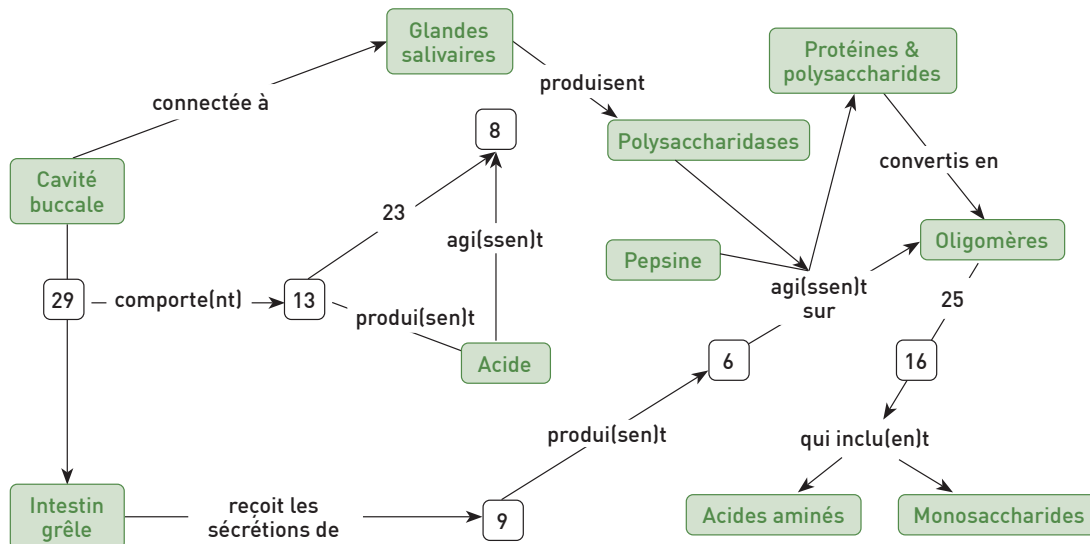 Glandes
salivaires
Protéines &
polysaccharides
produisent
connectée à
8
Polysaccharidases
convertis en
Cavité
buccale
23
agi(ssen)t
Oligomères
Pepsine
29
comporte(nt)
13
agi(ssen)t
sur
25
produi(sen)t
Acide
6
16
produi(sen)t
qui inclu(en)t
Intestin
grêle
reçoit les
sécrétions de
9
Acides aminés
Monosaccharides